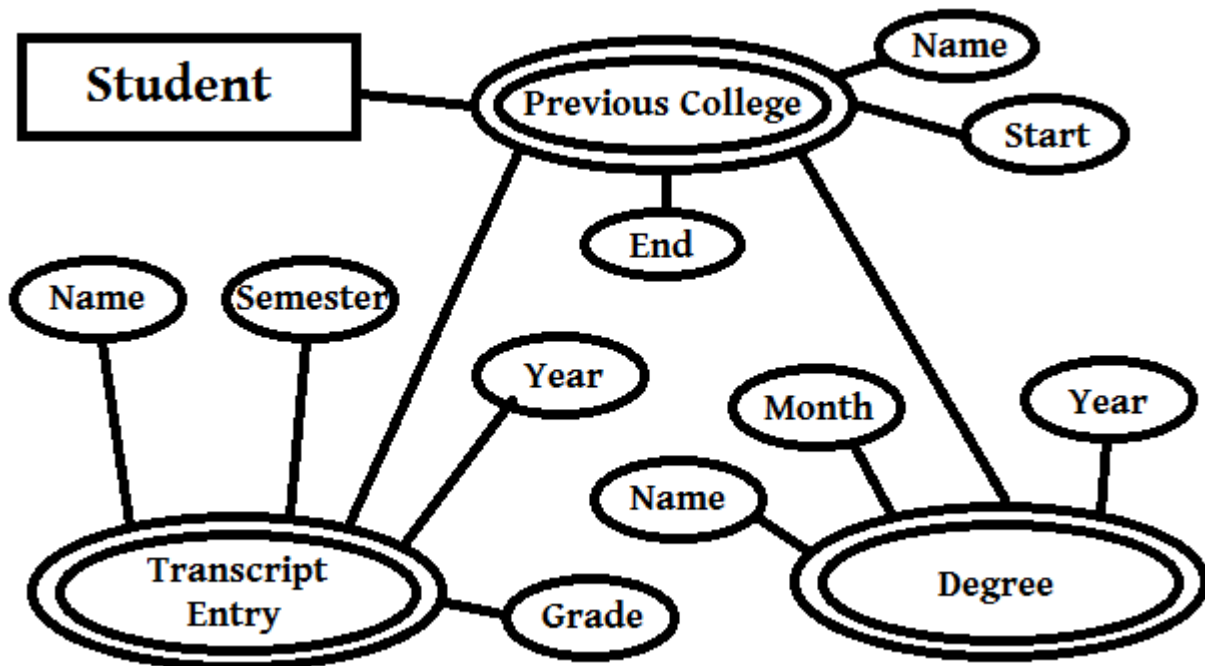 Student
Previous College
Name
Start
End
Name
Semester
Year
Month
Year
Name
Transcript
Entry
Grade
Degree